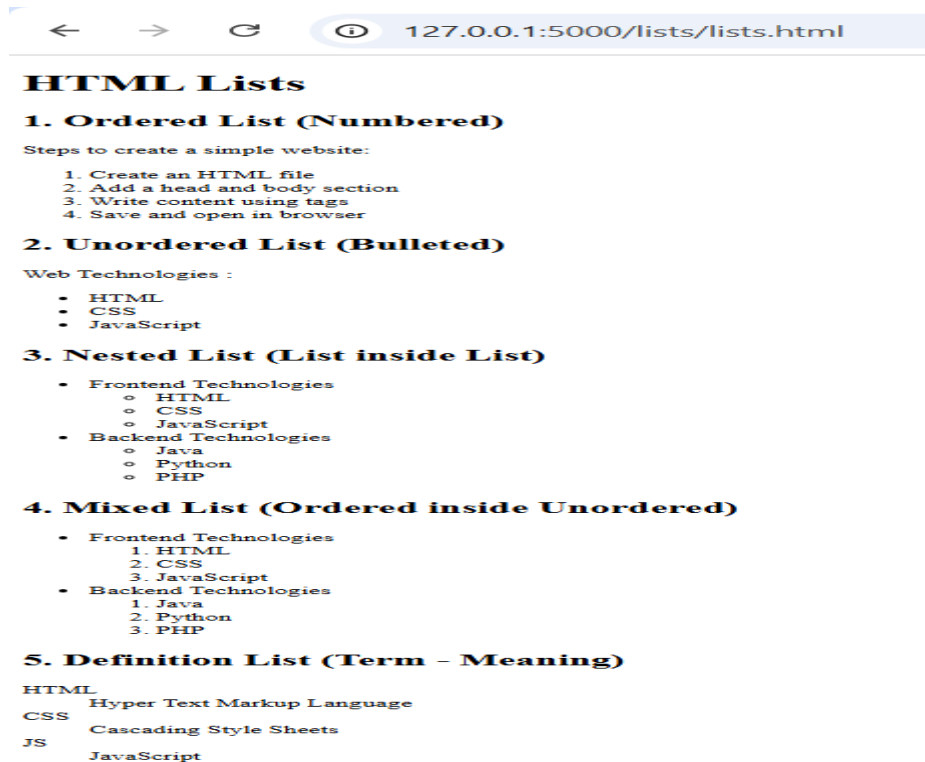 127.0.0.1:5000/lists/lists.html
HTML Lists
1. Ordered List (Numbered)
Steps to create a simple website:
1. Create an HTML file
2. Add a head and body section
3. Write content using tags
4. Save and open in browser
2. Unordered List (Bulleted)
Web Technologies :
• HTML
• CSS
• JavaScript
3. Nested List (List inside List)
• Frontend Technologies
◦ HTML
◦ CSS
◦ JavaScript
• Backend Technologies
◦ Java
◦ Python
◦ PHP
4. Mixed List (Ordered inside Unordered)
• Frontend Technologies
1. HTML
2. CSS
3. JavaScript
• Backend Technologies
1. Java
2. Python
3. PHP
5. Definition List (Term - Meaning)
HTML
Hyper Text Markup Language
CSS
Cascading Style Sheets
JS
JavaScript